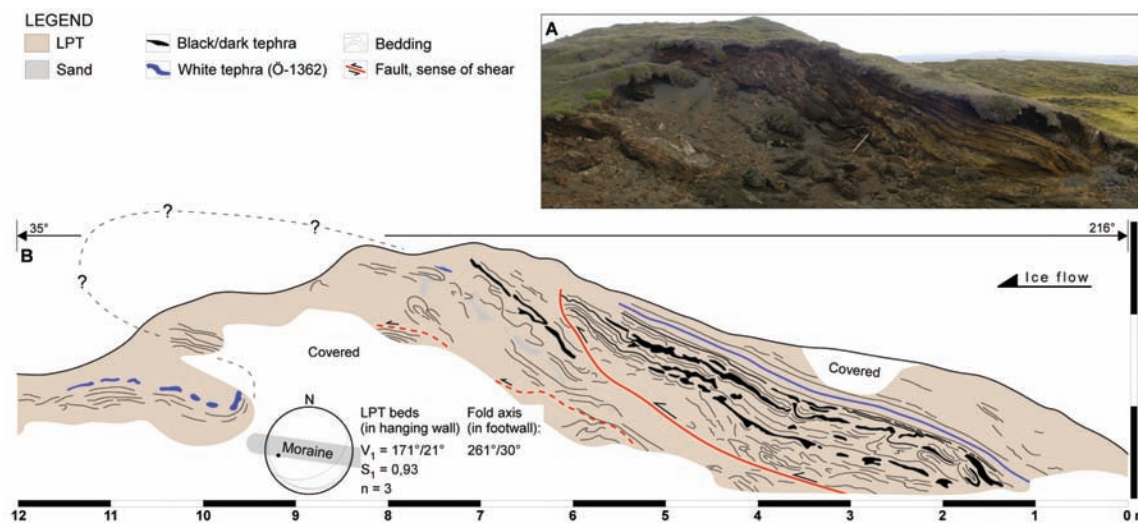 LEGEND
LPT
Black/dark tephra
Bedding
Sand
White tephra (Ö-1362)
Fault, sense of shear
A
35°
216°
B
?
?
?
Ice flow
Covered
Covered
N
Moraine
LPT beds
(in hanging wall)
V1 = 171°/21°
S1 = 0,93
n = 3
Fold axis
(in footwall):
261°/30°
12 11 10 9 8 7 6 5 4 3 2 1 0